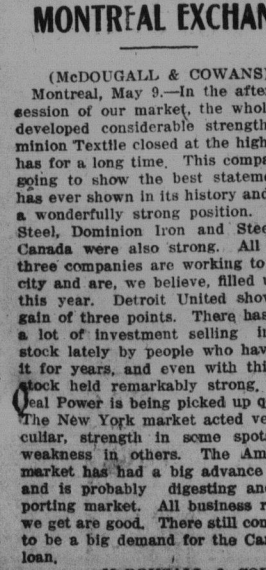 MONTREAL EXCHAN
(McDOUGALL & COWANS)
Montreal, May 9.—In the afte
session of our market, the whol
developed considerable strength
minion Textile closed at the high
has for a long time. This compa
going to show the best stateme
has ever shown in its history and
a wonderfully strong position.
Steel, Dominion Iron and Stee
Canada were also strong. All
three companies are working to
city and are, we believe, filled
this year. Detroit United shov
gain of three points. There has
a lot of investment selling in
stock lately by people who hav
it for years, and even with thi
stock held remarkably strong.
eal Power is being picked up q
The New York market acted ve
culiar, strength in some spot
weakness in others. The Am
market has had a big advance
and is probably digesting an
porting market. All business r
we get are good. There still con
to be a big demand for the Ca
loan.